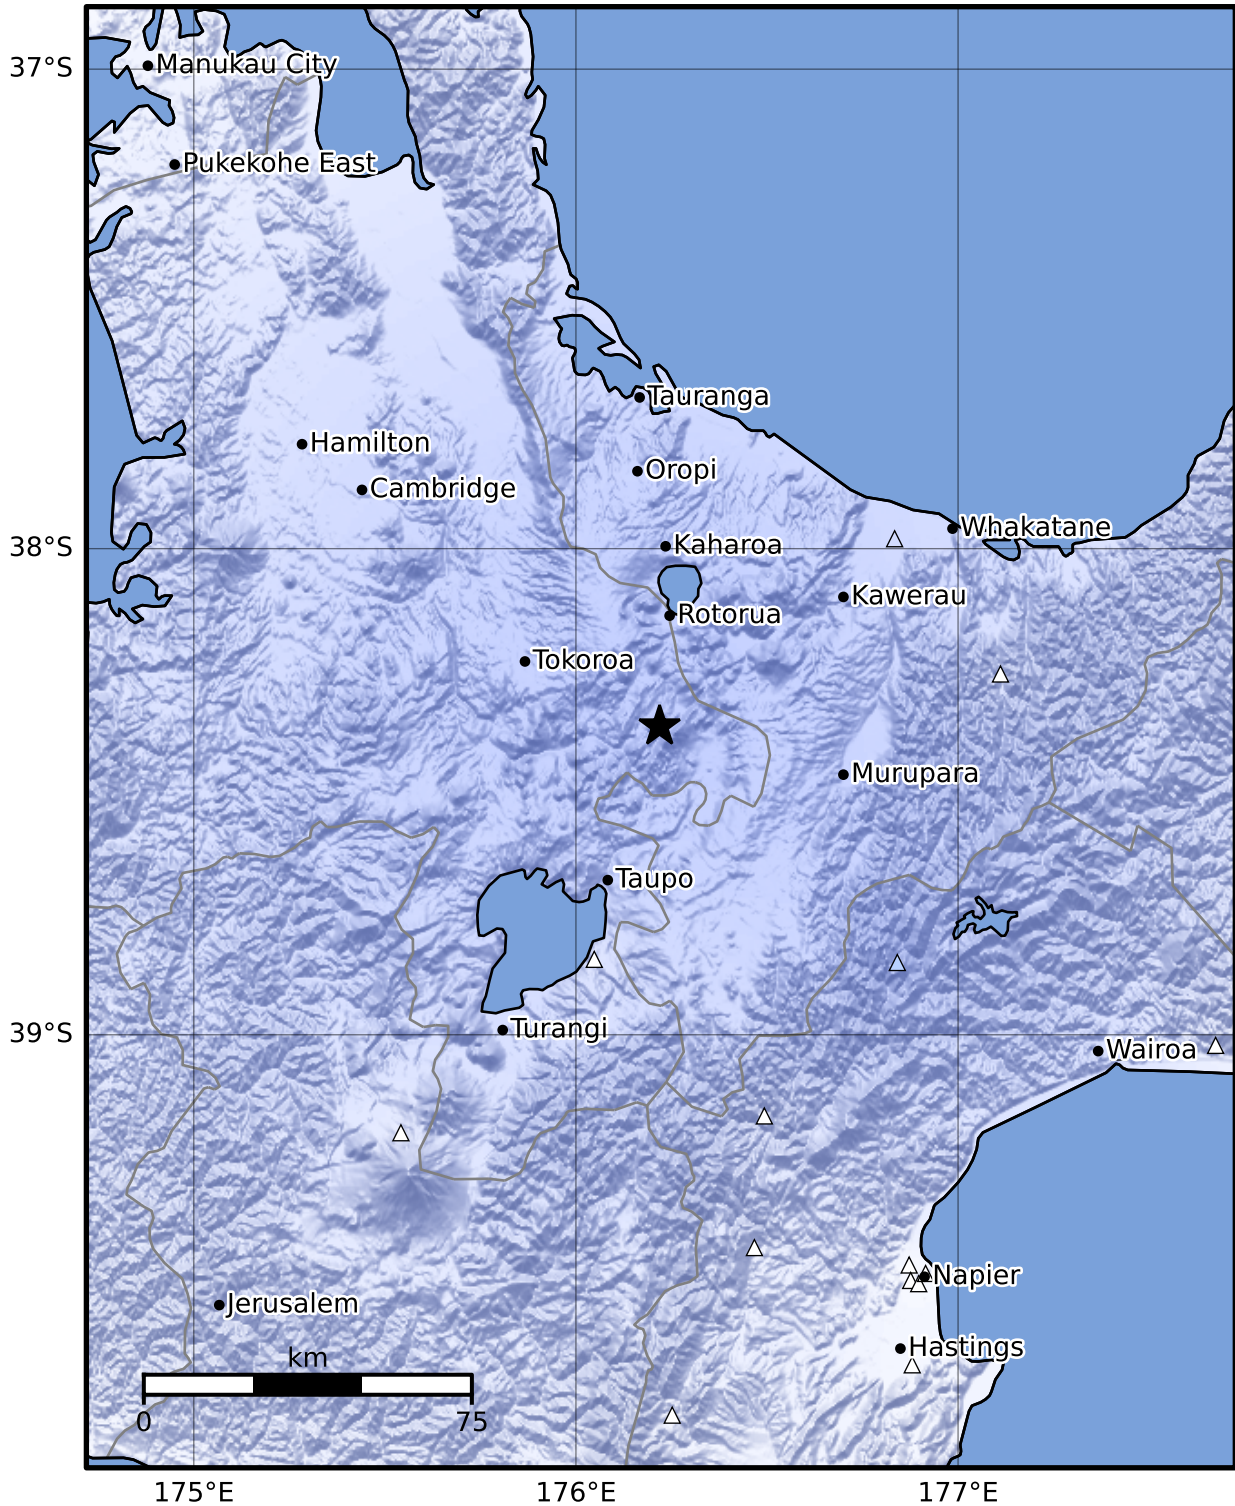 37°S
Manukau City
Pukekohe East
Tauranga
Hamilton
Oropi
Cambridge
Whakatane
38°S
Kaharoa
Kawerau
Rotorua
Tokoroa
Murupara
Taupo
Turangi
39°S
Wairoa
Napier
Jerusalem
Hastings
km
0 75
175°E 176°E 177°E